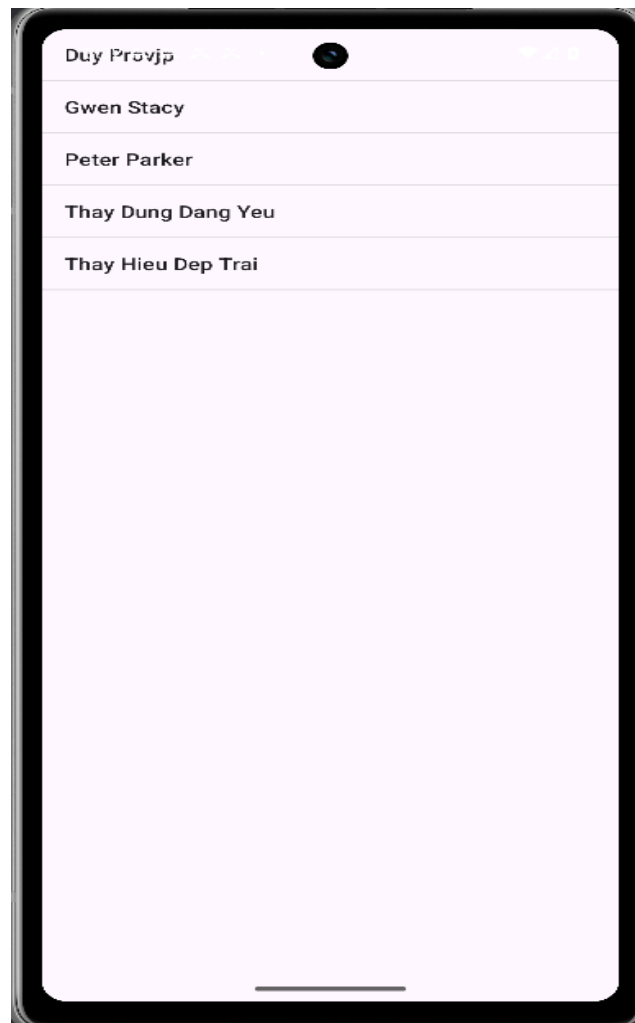 Duy Provjp
Gwen Stacy
Peter Parker
Thay Dung Dang Yeu
Thay Hieu Dep Trai